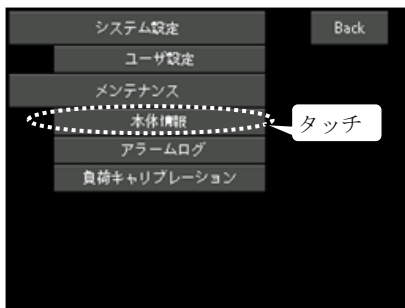 システム設定
Back
ユーザ設定
メンテナンス
本体情報
タッチ
アラームログ
負荷キャリブレーション